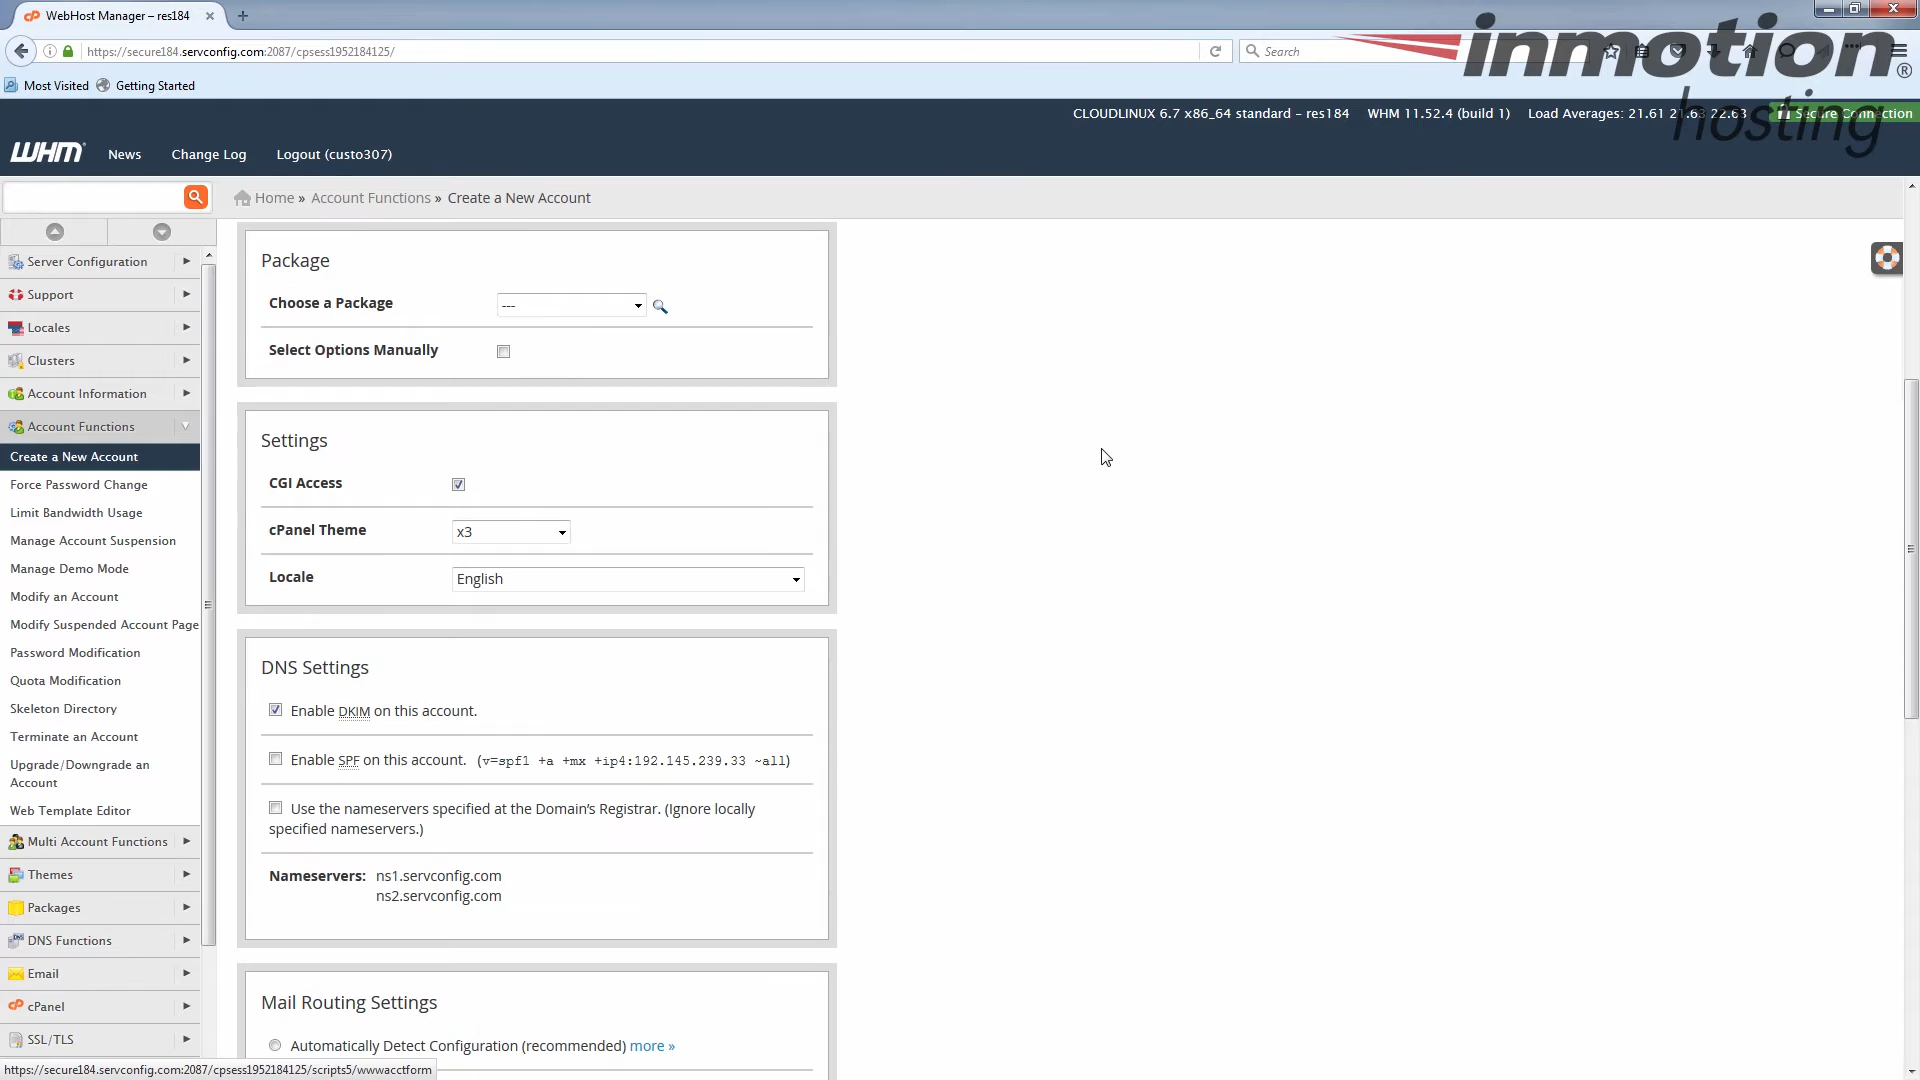 WebHost Manager – res184
https://secure184.servconfig.com:2087/cpsess1952184125/
Search
Most Visited
Getting Started
inmotion®
hosting
CLOUDLINUX 6.7 x86_64 standard – res184
WHM 11.52.4 (build 1)
Load Averages: 21.61 21.63 22.63
Secure Connection
WHM
News
Change Log
Logout (custo307)
Home » Account Functions » Create a New Account
Server Configuration
Support
Locales
Clusters
Account Information
Account Functions
Create a New Account
Force Password Change
Limit Bandwidth Usage
Manage Account Suspension
Manage Demo Mode
Modify an Account
Modify Suspended Account Page
Password Modification
Quota Modification
Skeleton Directory
Terminate an Account
Upgrade/Downgrade an
Account
Web Template Editor
Multi Account Functions
Themes
Packages
DNS Functions
Email
cPanel
SSL/TLS
Package
Choose a Package
---
Select Options Manually
Settings
CGI Access
cPanel Theme
x3
Locale
English
DNS Settings
Enable DKIM on this account.
Enable SPF on this account. (v=spf1 +a +mx +ip4:192.145.239.33 ~all)
Use the nameservers specified at the Domain’s Registrar. (Ignore locally
specified nameservers.)
Nameservers: ns1.servconfig.com
ns2.servconfig.com
Mail Routing Settings
Automatically Detect Configuration (recommended) more »
https://secure184.servconfig.com:2087/cpsess1952184125/scripts5/wwwacctform